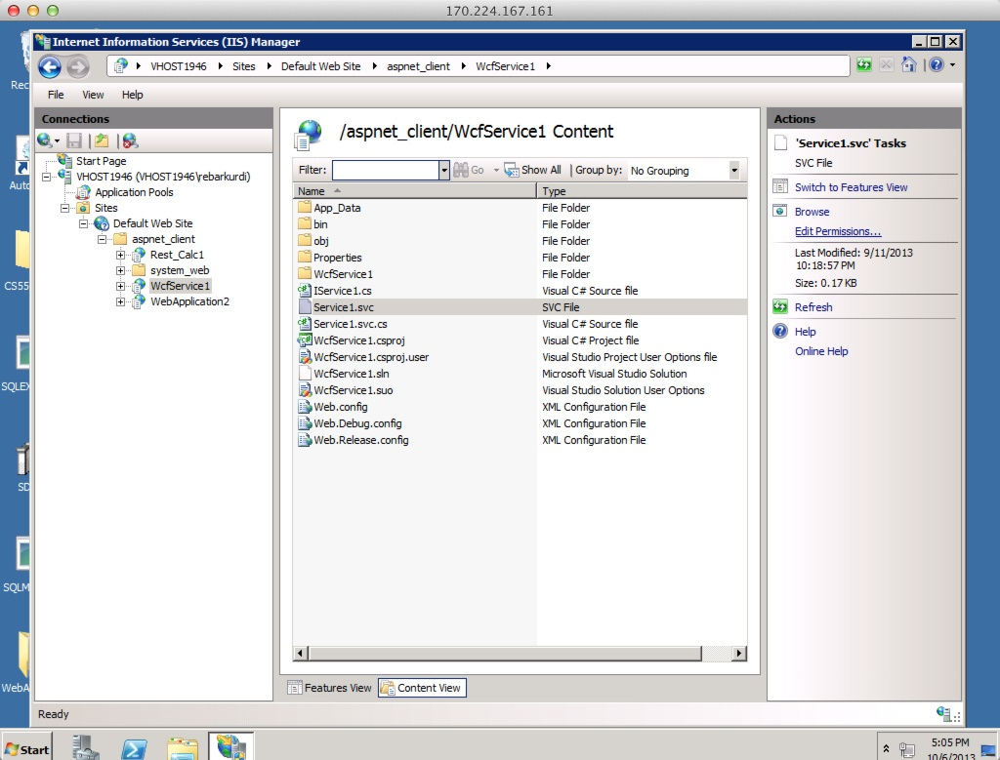 170.224.167.161
Internet Information Services (IIS) Manager
VHOST1946 Sites Default Web Site aspnet_client WcfService1
File View Help
Connections
Start Page
VHOST1946 (VHOST1946\rebarkurdi)
Application Pools
Sites
Default Web Site
aspnet_client
Rest_Calc1
system_web
WcfService1
WebApplication2
/aspnet_client/WcfService1 Content
Filter: Go Show All Group by: No Grouping
Name Type
App_Data File Folder
bin File Folder
obj File Folder
Properties File Folder
WcfService1 File Folder
IService1.cs Visual C# Source file
Service1.svc SVC File
Service1.svc.cs Visual C# Source file
WcfService1.csproj Visual C# Project file
WcfService1.csproj.user Visual Studio Project User Options file
WcfService1.sln Microsoft Visual Studio Solution
WcfService1.suo Visual Studio Solution User Options
Web.config XML Configuration File
Web.Debug.config XML Configuration File
Web.Release.config XML Configuration File
Features View Content View
Actions
'Service1.svc' Tasks
SVC File
Switch to Features View
Browse
Edit Permissions...
Last Modified: 9/11/2013
10:18:57 PM
Size: 0.17 KB
Refresh
Help
Online Help
Ready
Rec
Auto
CS55
SQLEX
SD
SQLM
WebA
Start
5:05 PM
10/6/2013